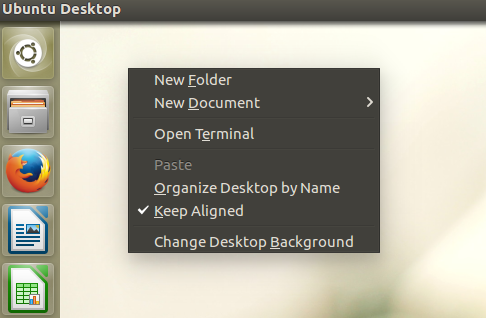 Ubuntu Desktop
New Folder
New Document
Open Terminal
Paste
Organize Desktop by Name
Keep Aligned
Change Desktop Background